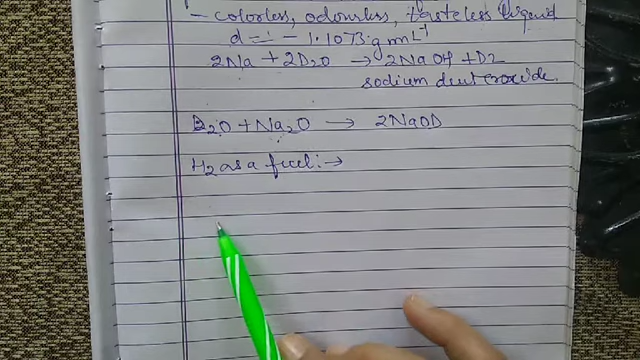 - colorless, odourless, tasteless liquid
d = - 1.1073 g mL⁻¹
2Na + 2D₂O → 2NaOH + D₂
sodium deuteroxide.
D₂O + Na₂O → 2NaOD
H₂ as a fuel :→